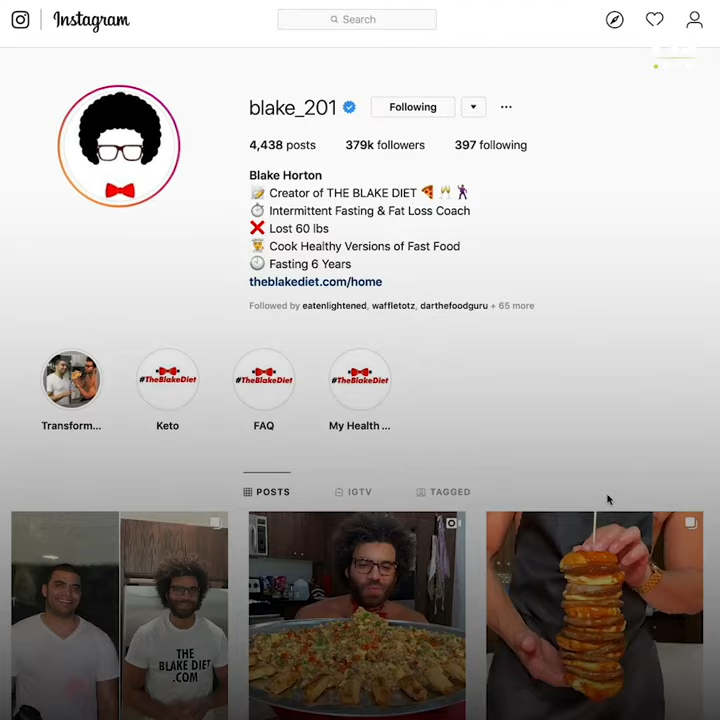 Instagram
Search
blake_201
Following
4,438 posts 379k followers 397 following
Blake Horton
📝 Creator of THE BLAKE DIET 🍕 🥂 🕺
⏱ Intermittent Fasting & Fat Loss Coach
❌ Lost 60 lbs
👨‍🍳 Cook Healthy Versions of Fast Food
🕙 Fasting 6 Years
theblakediet.com/home
Followed by eatenlightened, waffletotz, darthefoodguru + 65 more
#TheBlakeDiet #TheBlakeDiet #TheBlakeDiet
Transform... Keto FAQ My Health ...
POSTS IGTV TAGGED
THE
BLAKE DIET
.COM